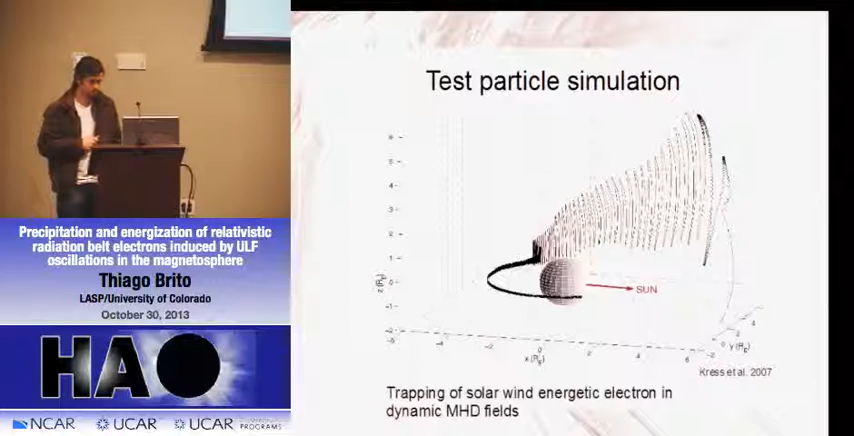 Test particle simulation
SUN
x (R
y (R
Kress et al. 2007
Trapping of solar wind energetic electron in
dynamic MHD fields
Precipitation and energization of relativistic
radiation belt electrons induced by ULF
oscillations in the magnetosphere
Thiago Brito
LASP/University of Colorado
October 30, 2013
HAO
NCAR
UCAR
UCAR
PROGRAMS